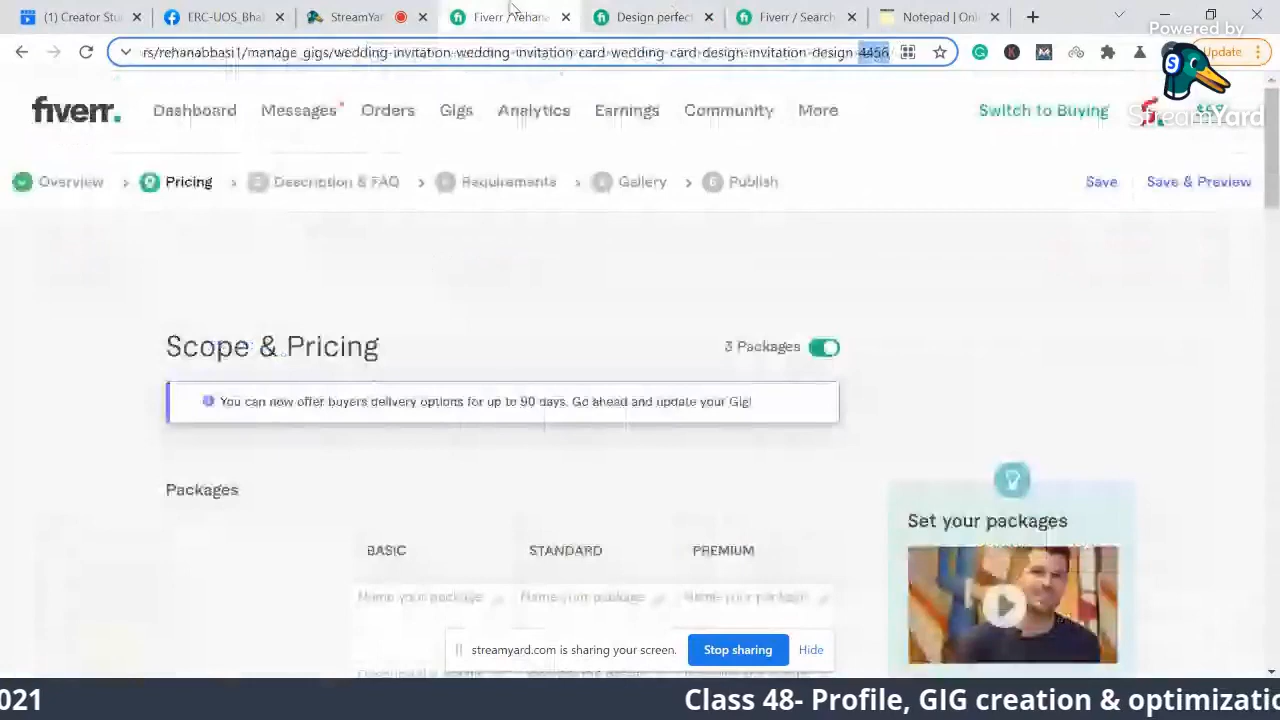 (1) Creator Stu
ERC-UOS_Bha
StreamYar
Fiverr / rehana
Design perfect
Fiverr / Search
Notepad | Onl
Powered by
rs/rehanabbasi1/manage_gigs/wedding-invitation-wedding-invitation-card-wedding-card-design-invitation-design-4456
Update
StreamYard
fiverr.
Dashboard
Messages
Orders
Gigs
Analytics
Earnings
Community
More
Switch to Buying
Overview
Pricing
Description & FAQ
Requirements
Gallery
6 Publish
Save
Save & Preview
Scope & Pricing
3 Packages
You can now offer buyers delivery options for up to 90 days. Go ahead and update your Gig!
Packages
Set your packages
BASIC
STANDARD
PREMIUM
Name your package
Name your package
Name your package
streamyard.com is sharing your screen.
Stop sharing
Hide
021
Class 48- Profile, GIG creation & optimizatio